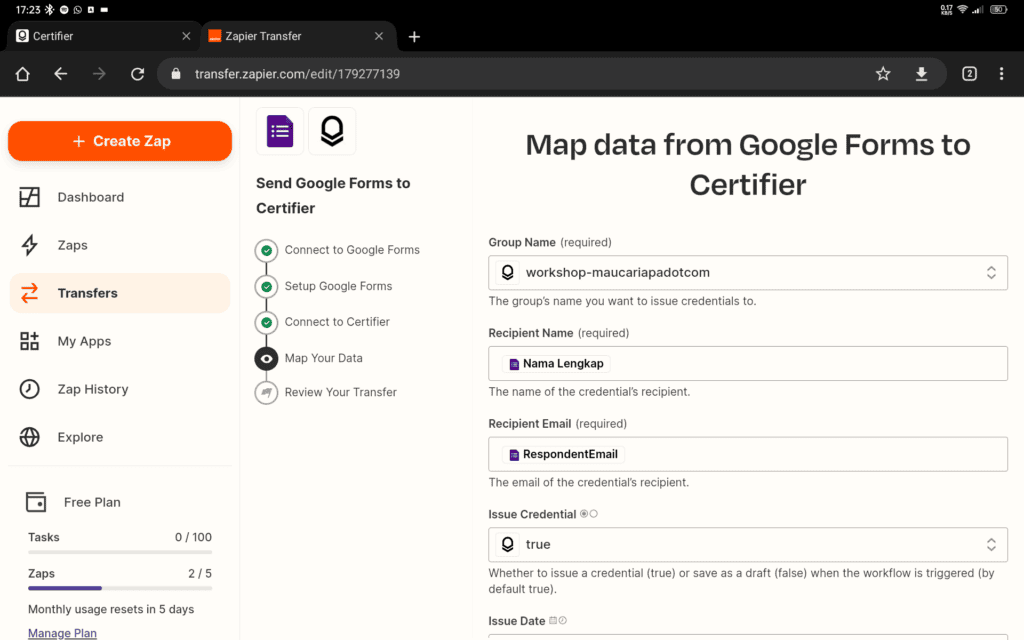 17:23
0.17
KB/S
50
Certifier
Zapier Transfer
transfer.zapier.com/edit/179277139
2
Create Zap
Dashboard
Zaps
Transfers
My Apps
Zap History
Explore
Free Plan
Tasks 0 / 100
Zaps 2 / 5
Monthly usage resets in 5 days
Manage Plan
Send Google Forms to
Certifier
Connect to Google Forms
Setup Google Forms
Connect to Certifier
Map Your Data
Review Your Transfer
Map data from Google Forms to
Certifier
Group Name (required)
workshop-maucariapadotcom
The group's name you want to issue credentials to.
Recipient Name (required)
Nama Lengkap
The name of the credential's recipient.
Recipient Email (required)
RespondentEmail
The email of the credential's recipient.
Issue Credential
true
Whether to issue a credential (true) or save as a draft (false) when the workflow is triggered (by
default true).
Issue Date